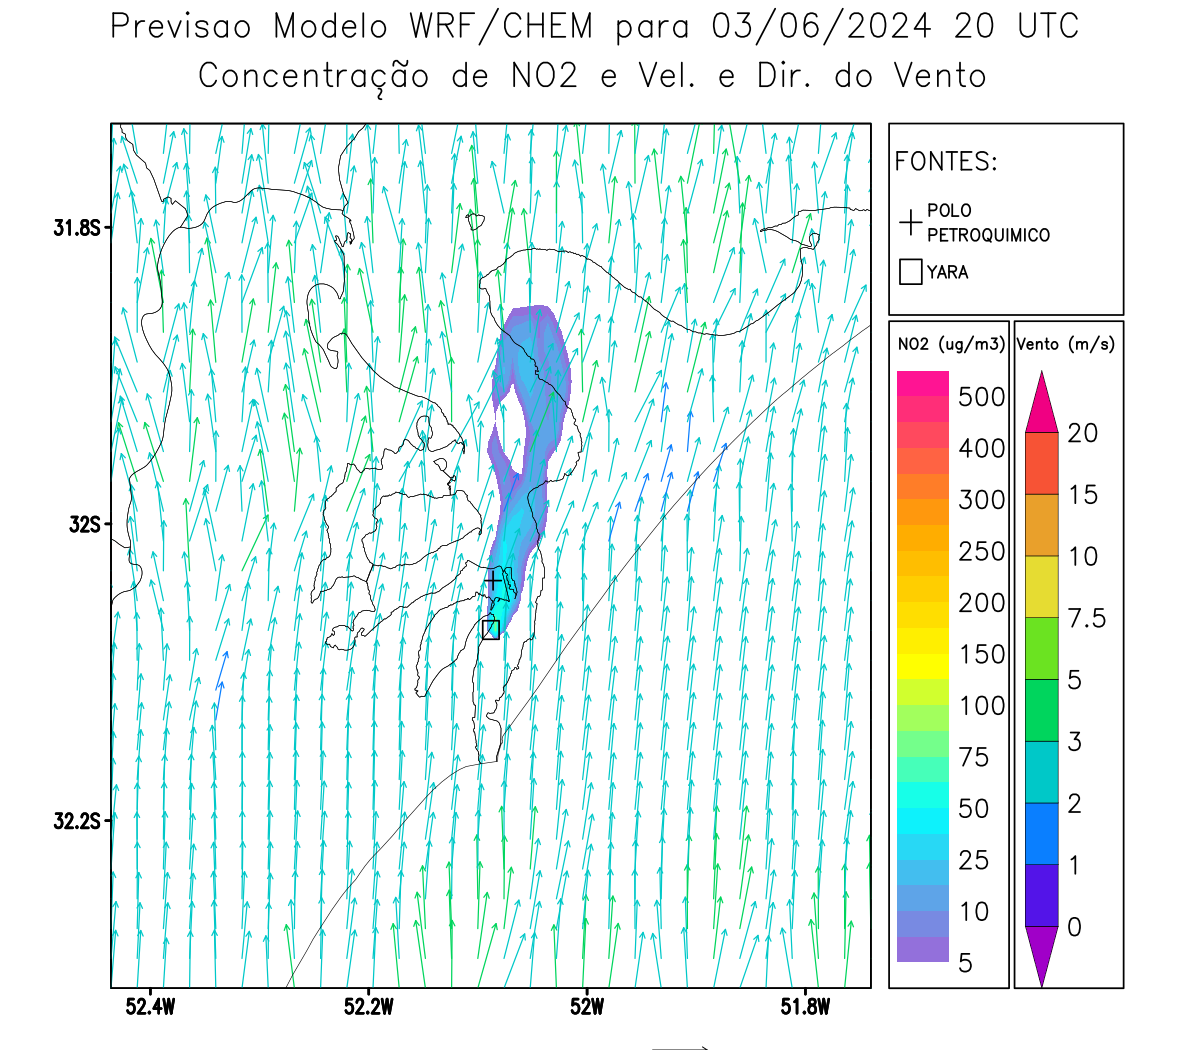 Previsao Modelo WRF/CHEM para 03/06/2024 20 UTC
Concentração de NO2 e Vel. e Dir. do Vento
FONTES:
POLO
PETROQUIMICO
YARA
NO2 (ug/m3)
500
400
300
250
200
150
100
75
50
25
10
5
Vento (m/s)
20
15
10
7.5
5
3
2
1
0
31.8S
32S
32.2S
52.4W
52.2W
52W
51.8W